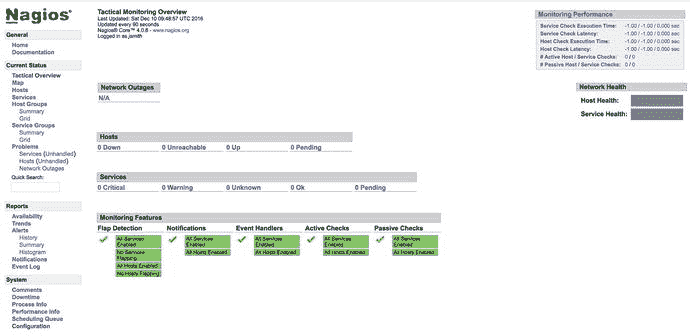 Nagios®
General
Home
Documentation
Current Status
Tactical Overview
Map
Hosts
Services
Host Groups
Summary
Grid
Service Groups
Summary
Grid
Problems
Services (Unhandled)
Hosts (Unhandled)
Network Outages
Quick Search:
Reports
Availability
Trends
Alerts
History
Summary
Histogram
Notifications
Event Log
System
Comments
Downtime
Process Info
Performance Info
Scheduling Queue
Configuration
Tactical Monitoring Overview
Last Updated: Sat Dec 10 09:48:57 UTC 2016
Updated every 90 seconds
Nagios® Core™ 4.0.8 - www.nagios.org
Logged in as jsmith
Monitoring Performance
Service Check Execution Time: -1.00 / -1.00 / 0.000 sec
Service Check Latency: -1.00 / -1.00 / 0.000 sec
Host Check Execution Time: -1.00 / -1.00 / 0.000 sec
Host Check Latency: -1.00 / -1.00 / 0.000 sec
# Active Host / Service Checks: 0 / 0
# Passive Host / Service Checks: 0 / 0
Network Outages
N/A
Network Health
Host Health:
Service Health:
Hosts
0 Down 0 Unreachable 0 Up 0 Pending
Services
0 Critical 0 Warning 0 Unknown 0 Ok 0 Pending
Monitoring Features
Flap Detection Notifications Event Handlers Active Checks Passive Checks
All Services Enabled
No Services Flapping
All Hosts Enabled
No Hosts Flapping
All Services Enabled
All Hosts Enabled
All Services Enabled
All Hosts Enabled
All Services Enabled
All Hosts Enabled
All Services Enabled
All Hosts Enabled